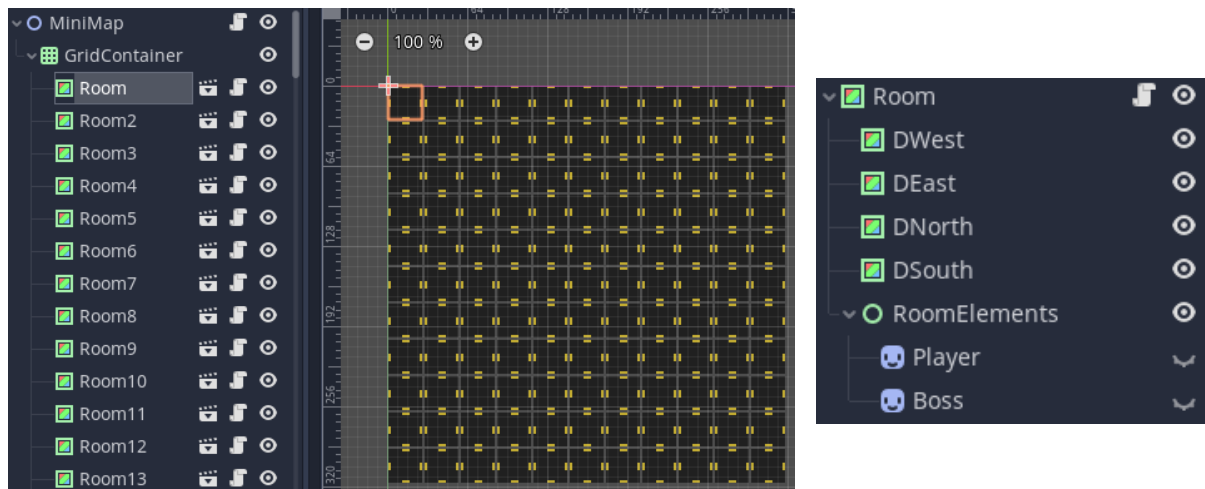 MiniMap
GridContainer
Room
Room2
Room3
Room4
Room5
Room6
Room7
Room8
Room9
Room10
Room11
Room12
Room13
0 64 128 192 256
100 %
0
64
128
192
256
320
Room
DWest
DEast
DNorth
DSouth
RoomElements
Player
Boss